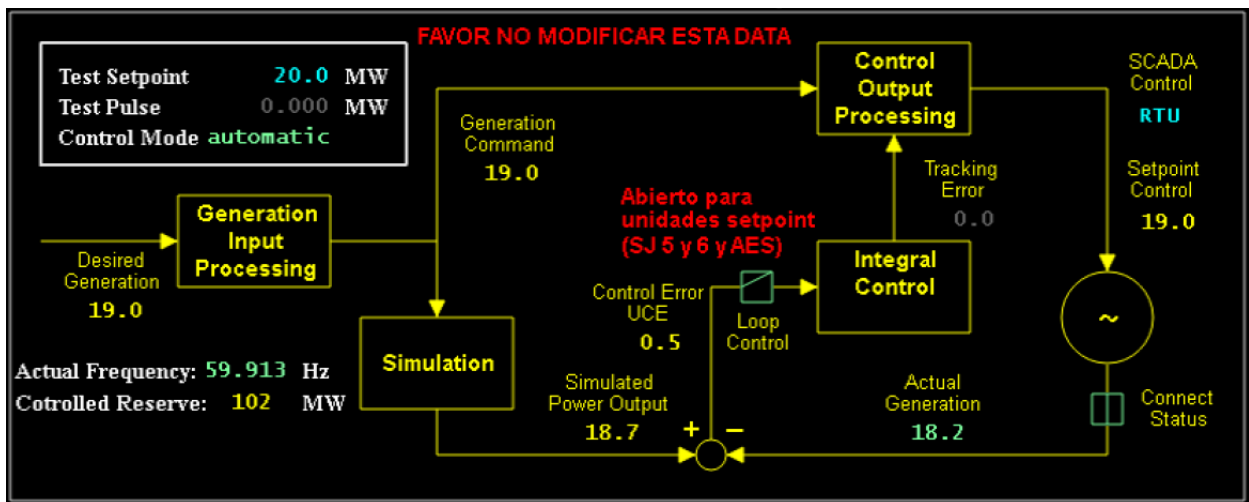 FAVOR NO MODIFICAR ESTA DATA
Test Setpoint 20.0 MW
Test Pulse 0.000 MW
Control Mode automatic
Control
Output
Processing
SCADA
Control
RTU
Generation
Command
19.0
Tracking
Error
0.0
Setpoint
Control
19.0
Abierto para
unidades setpoint
(SJ 5 y 6 y AES)
Generation
Input
Processing
Desired
Generation
19.0
Integral
Control
Control Error
UCE
0.5
Loop
Control
~
Actual Frequency: 59.913 Hz
Cotrolled Reserve: 102 MW
Simulation
Simulated
Power Output
18.7
+ −
Actual
Generation
18.2
Connect
Status